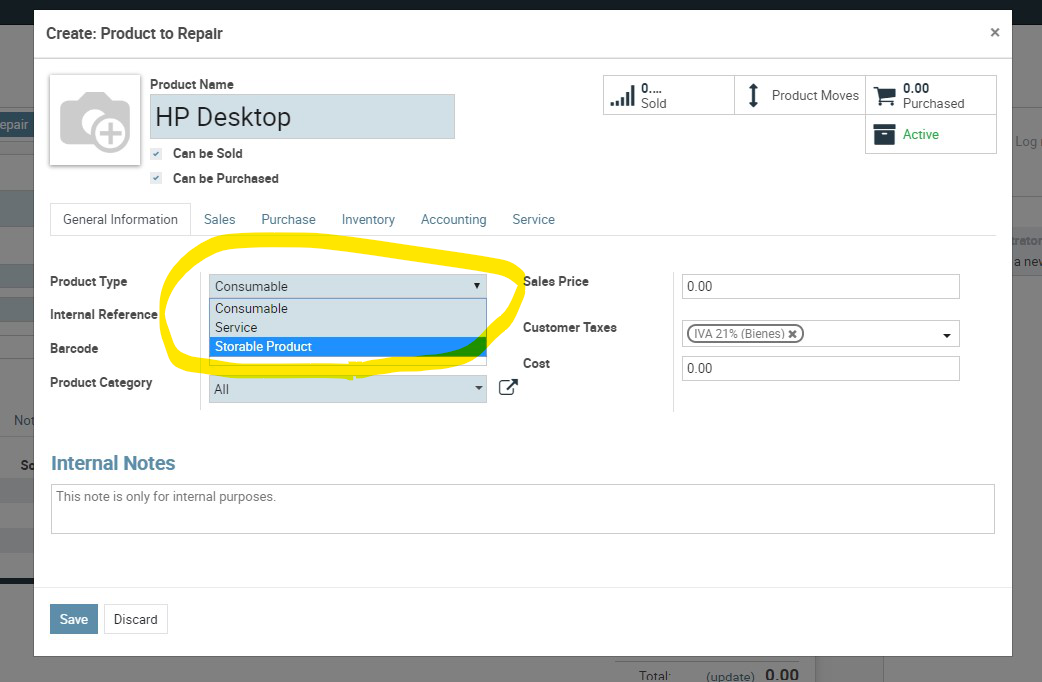 Create: Product to Repair
×
Product Name
HP Desktop
Can be Sold
Can be Purchased
0....
Sold
Product Moves
0.00
Purchased
Active
epair
Log
General Information Sales Purchase Inventory Accounting Service
Product Type
Consumable
Consumable
Service
Storable Product
Internal Reference
Barcode
Product Category
All
Sales Price
0.00
Customer Taxes
IVA 21% (Bienes)
Cost
0.00
trator
a nev
Not
So
Internal Notes
This note is only for internal purposes.
Save Discard
Total: (update) 0.00